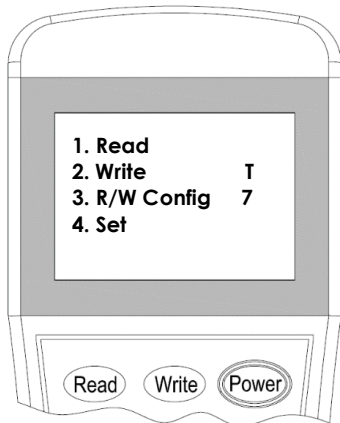 1. Read
2. Write T
3. R/W Config 7
4. Set
Read Write Power